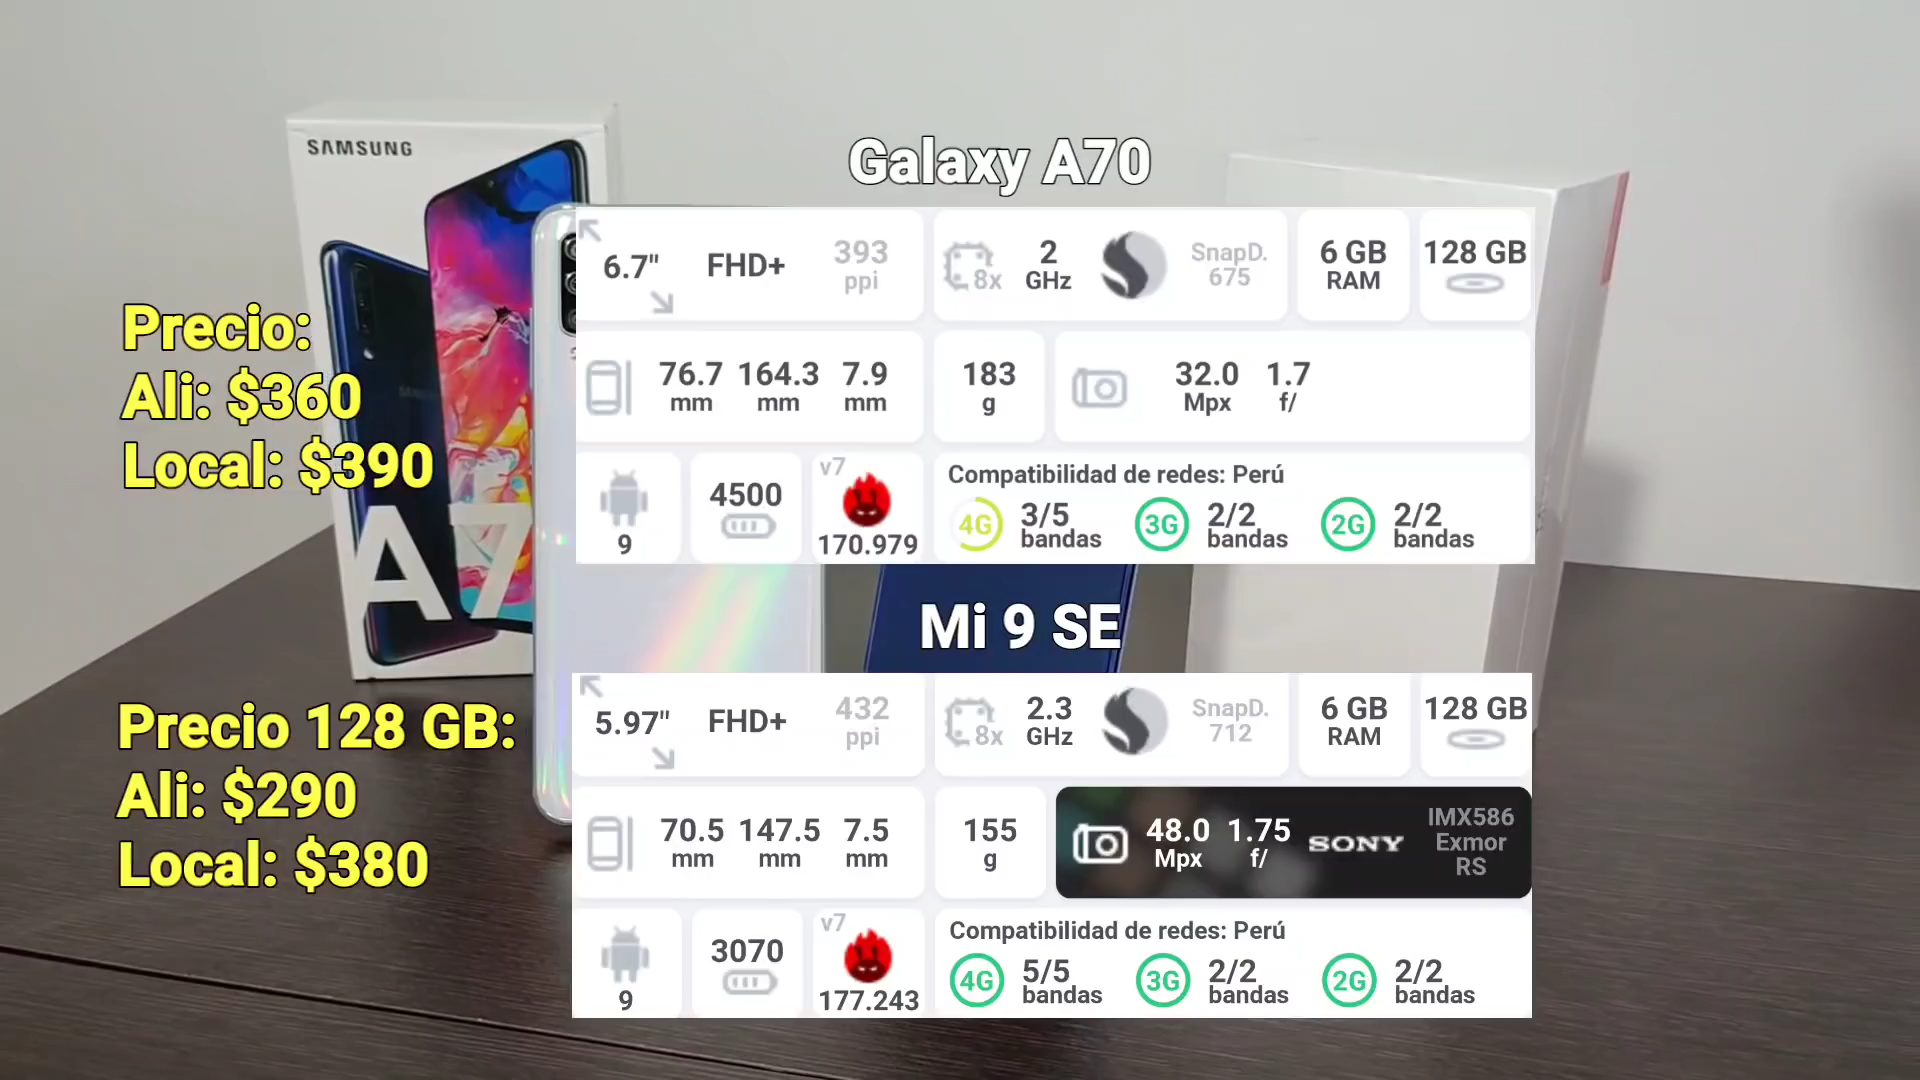 SAMSUNG
A7
Galaxy A70
Precio:
Ali: $360
Local: $390
6.7" FHD+ 393 ppi
8x 2 GHz SnapD. 675
6 GB RAM
128 GB
76.7 mm 164.3 mm 7.9 mm
183 g
32.0 Mpx 1.7 f/
9
4500
v7 170.979
Compatibilidad de redes: Perú
4G 3/5 bandas 3G 2/2 bandas 2G 2/2 bandas
Mi 9 SE
Precio 128 GB:
Ali: $290
Local: $380
5.97" FHD+ 432 ppi
8x 2.3 GHz SnapD. 712
6 GB RAM
128 GB
70.5 mm 147.5 mm 7.5 mm
155 g
48.0 Mpx 1.75 f/ SONY IMX586 Exmor RS
9
3070
v7 177.243
Compatibilidad de redes: Perú
4G 5/5 bandas 3G 2/2 bandas 2G 2/2 bandas